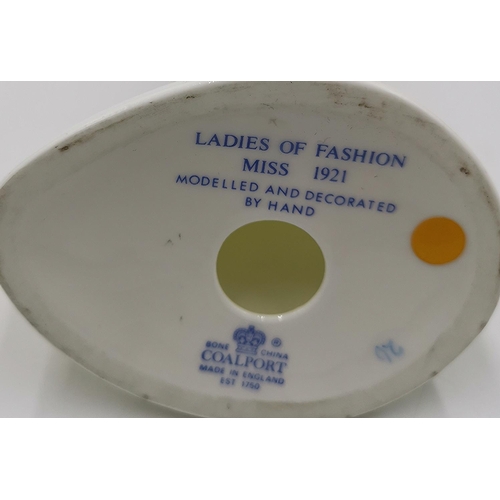 LADIES OF FASHION
MISS 1921
MODELLED AND DECORATED
BY HAND
BONE CHINA ®
COALPORT
MADE IN ENGLAND
EST 1750